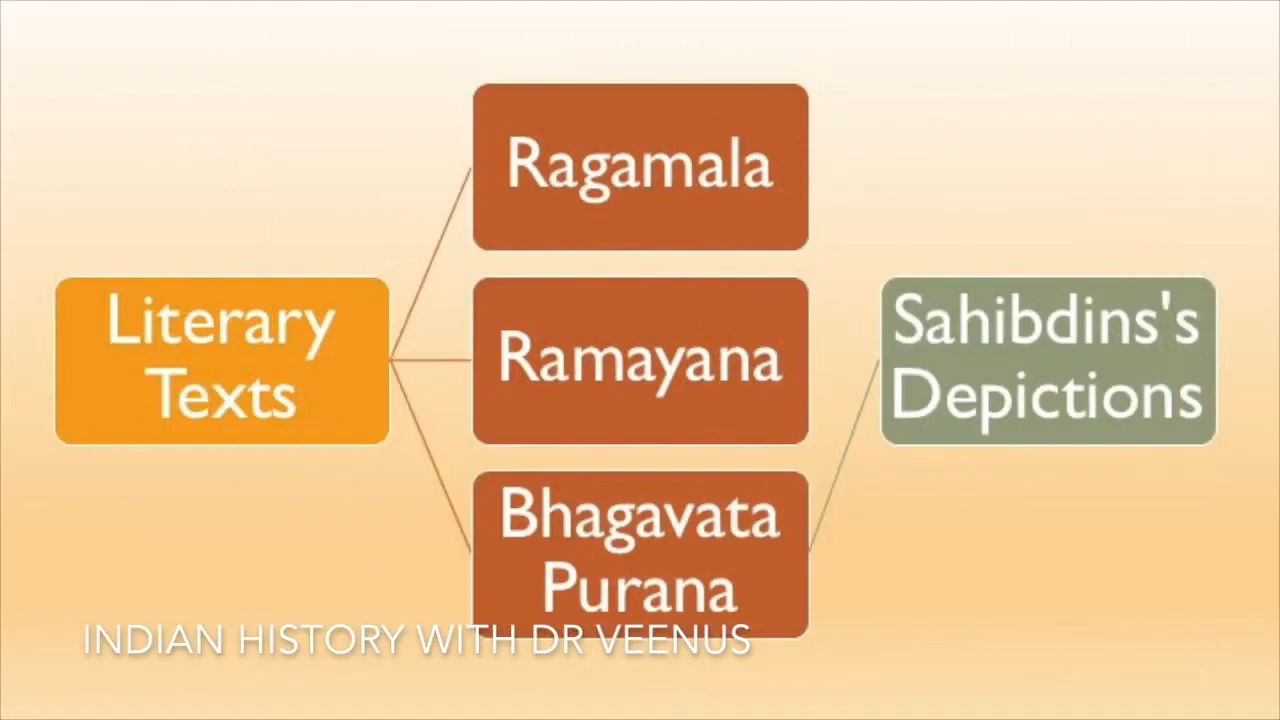 Ragamala
Literary
Texts
Ramayana
Sahibdins's
Depictions
Bhagavata
Purana
INDIAN HISTORY WITH DR VEENUS